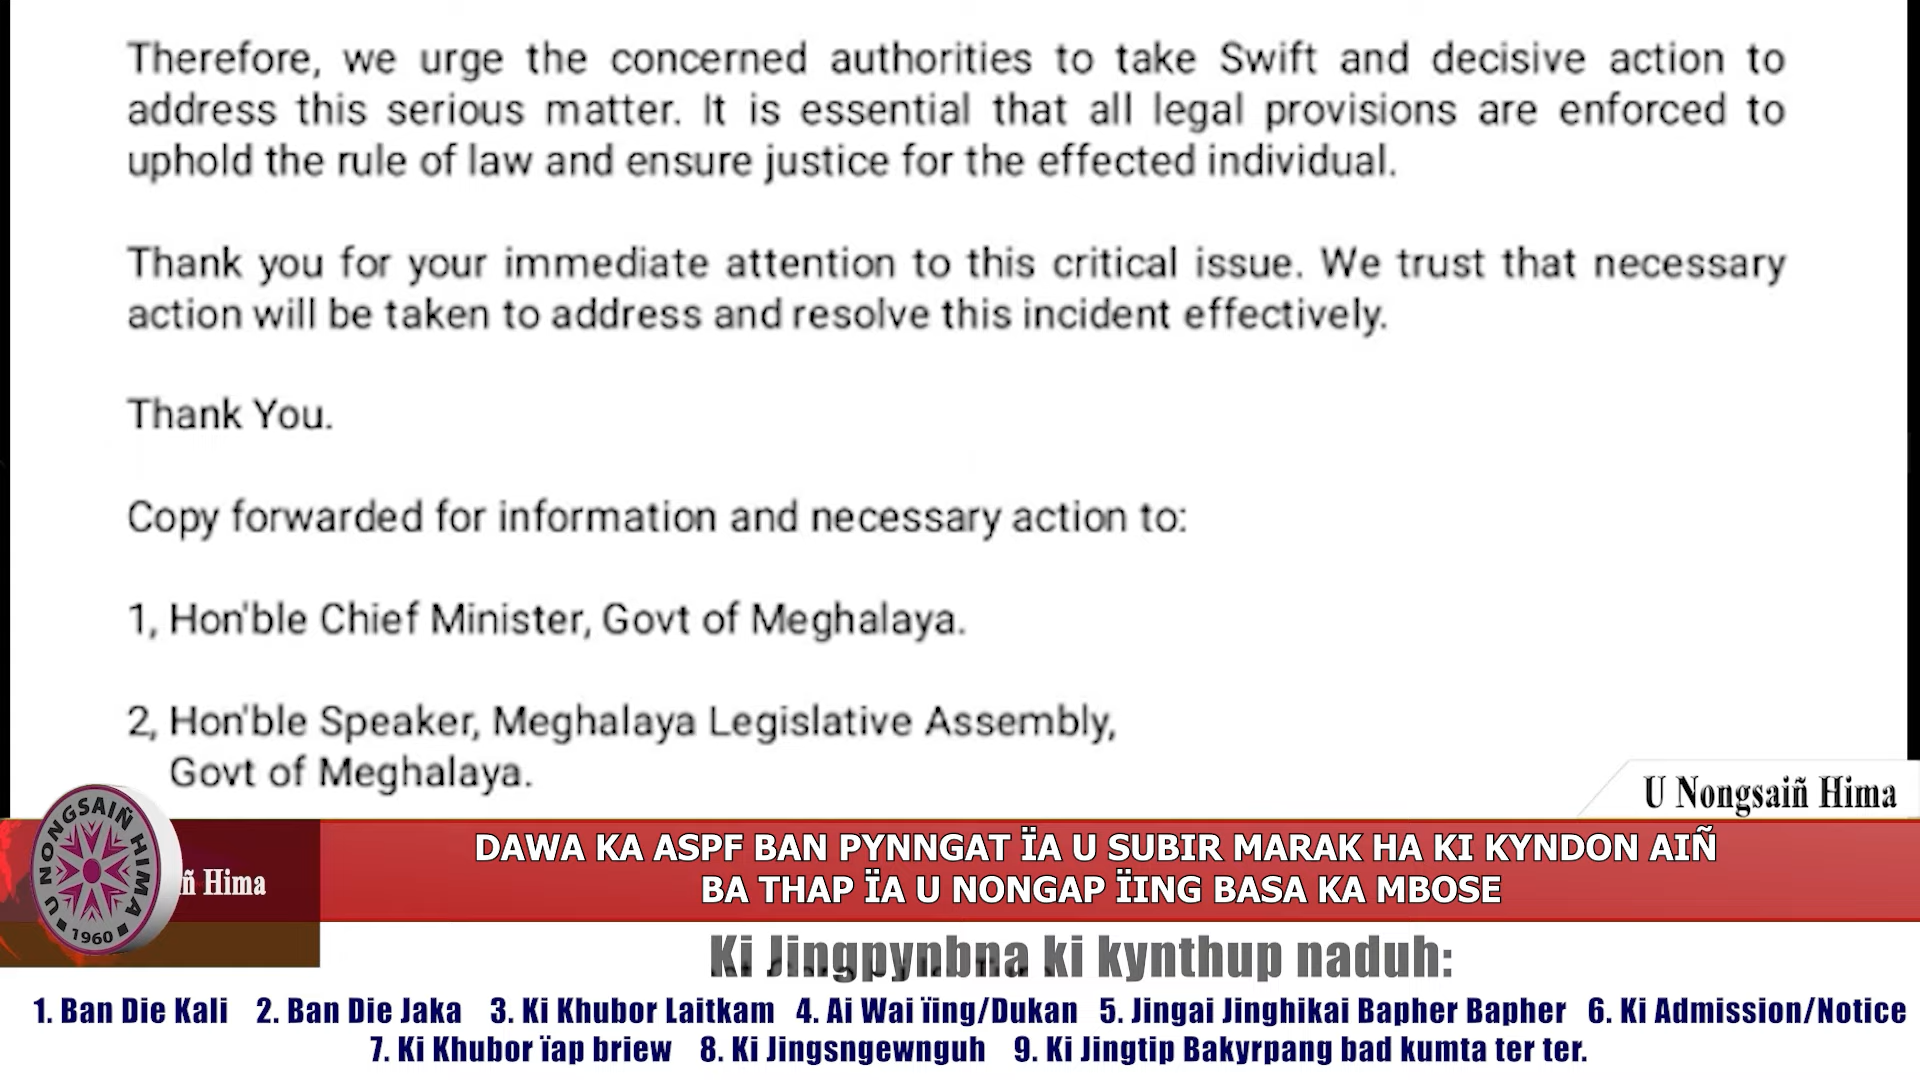 Therefore, we urge the concerned authorities to take Swift and decisive action to
address this serious matter. It is essential that all legal provisions are enforced to
uphold the rule of law and ensure justice for the effected individual.
Thank you for your immediate attention to this critical issue. We trust that necessary
action will be taken to address and resolve this incident effectively.
Thank You.
Copy forwarded for information and necessary action to:
1, Hon'ble Chief Minister, Govt of Meghalaya.
2, Hon'ble Speaker, Meghalaya Legislative Assembly,
Govt of Meghalaya.
U Nongsaiñ Hima
U NONGSAIÑ HIMA
1960
ñ Hima
DAWA KA ASPF BAN PYNNGAT ÏA U SUBIR MARAK HA KI KYNDON AIÑ
BA THAP ÏA U NONGAP ÏING BASA KA MBOSE
Ki Jingpynbna ki kynthup naduh:
1. Ban Die Kali 2. Ban Die Jaka 3. Ki Khubor Laitkam 4. Ai Wai ïing/Dukan 5. Jingai Jinghikai Bapher Bapher 6. Ki Admission/Notice
7. Ki Khubor ïap briew 8. Ki Jingsngewnguh 9. Ki Jingtip Bakyrpang bad kumta ter ter.